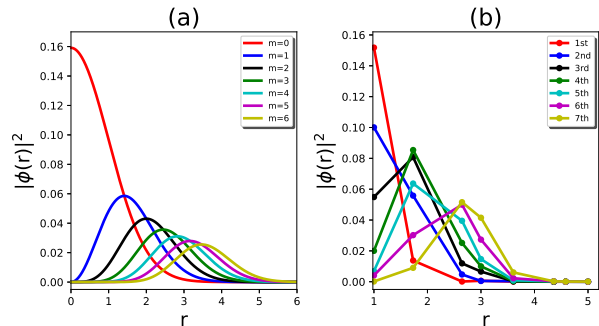 (a)
|ϕ(r)|²
0.16
0.14
0.12
0.10
0.08
0.06
0.04
0.02
0.00
0 1 2 3 4 5 6
r
m=0
m=1
m=2
m=3
m=4
m=5
m=6
(b)
|ϕ(r)|²
0.16
0.14
0.12
0.10
0.08
0.06
0.04
0.02
0.00
1 2 3 4 5
r
1st
2nd
3rd
4th
5th
6th
7th